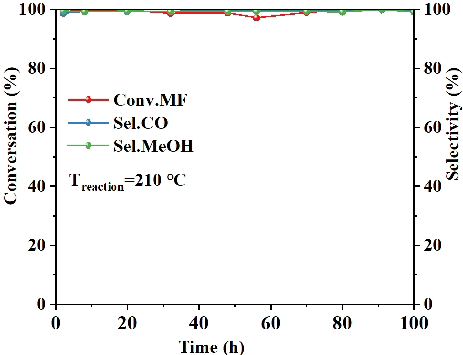 100
80
60
40
20
0
Conversation (%)
Conv.MF
Sel.CO
Sel.MeOH
Treaction=210 °C
100
80
60
40
20
0
Selectivity (%)
0 20 40 60 80 100
Time (h)